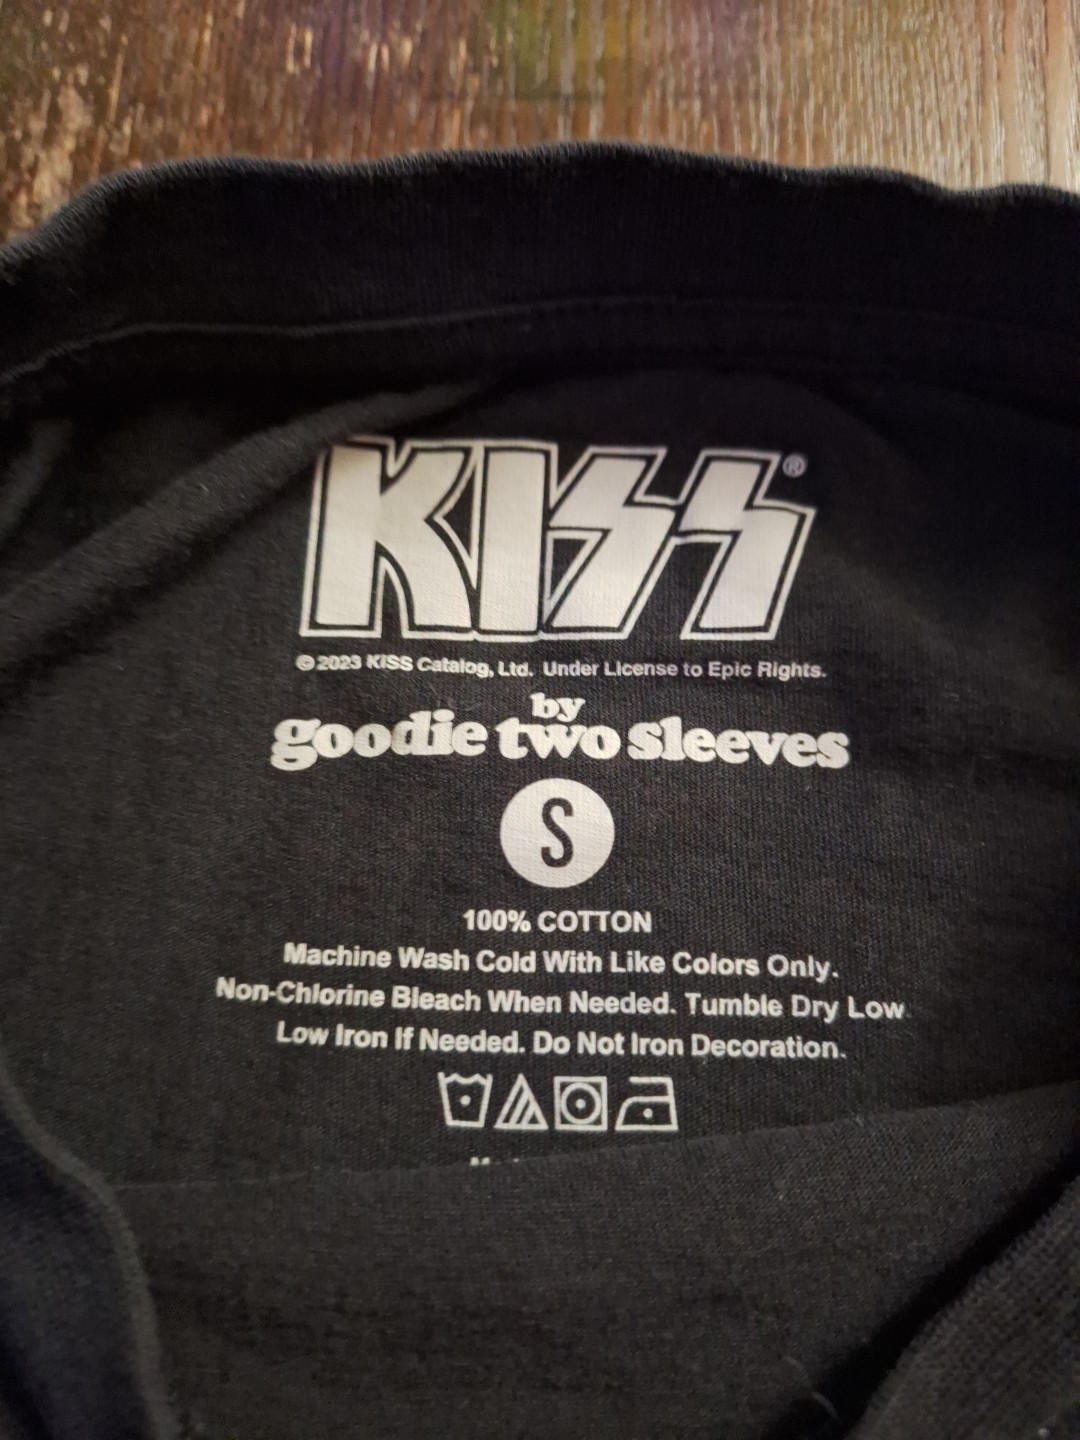 KISS®
© 2023 KISS Catalog, Ltd. Under License to Epic Rights.
by
goodie two sleeves
S
100% COTTON
Machine Wash Cold With Like Colors Only.
Non-Chlorine Bleach When Needed. Tumble Dry Low
Low Iron If Needed. Do Not Iron Decoration.